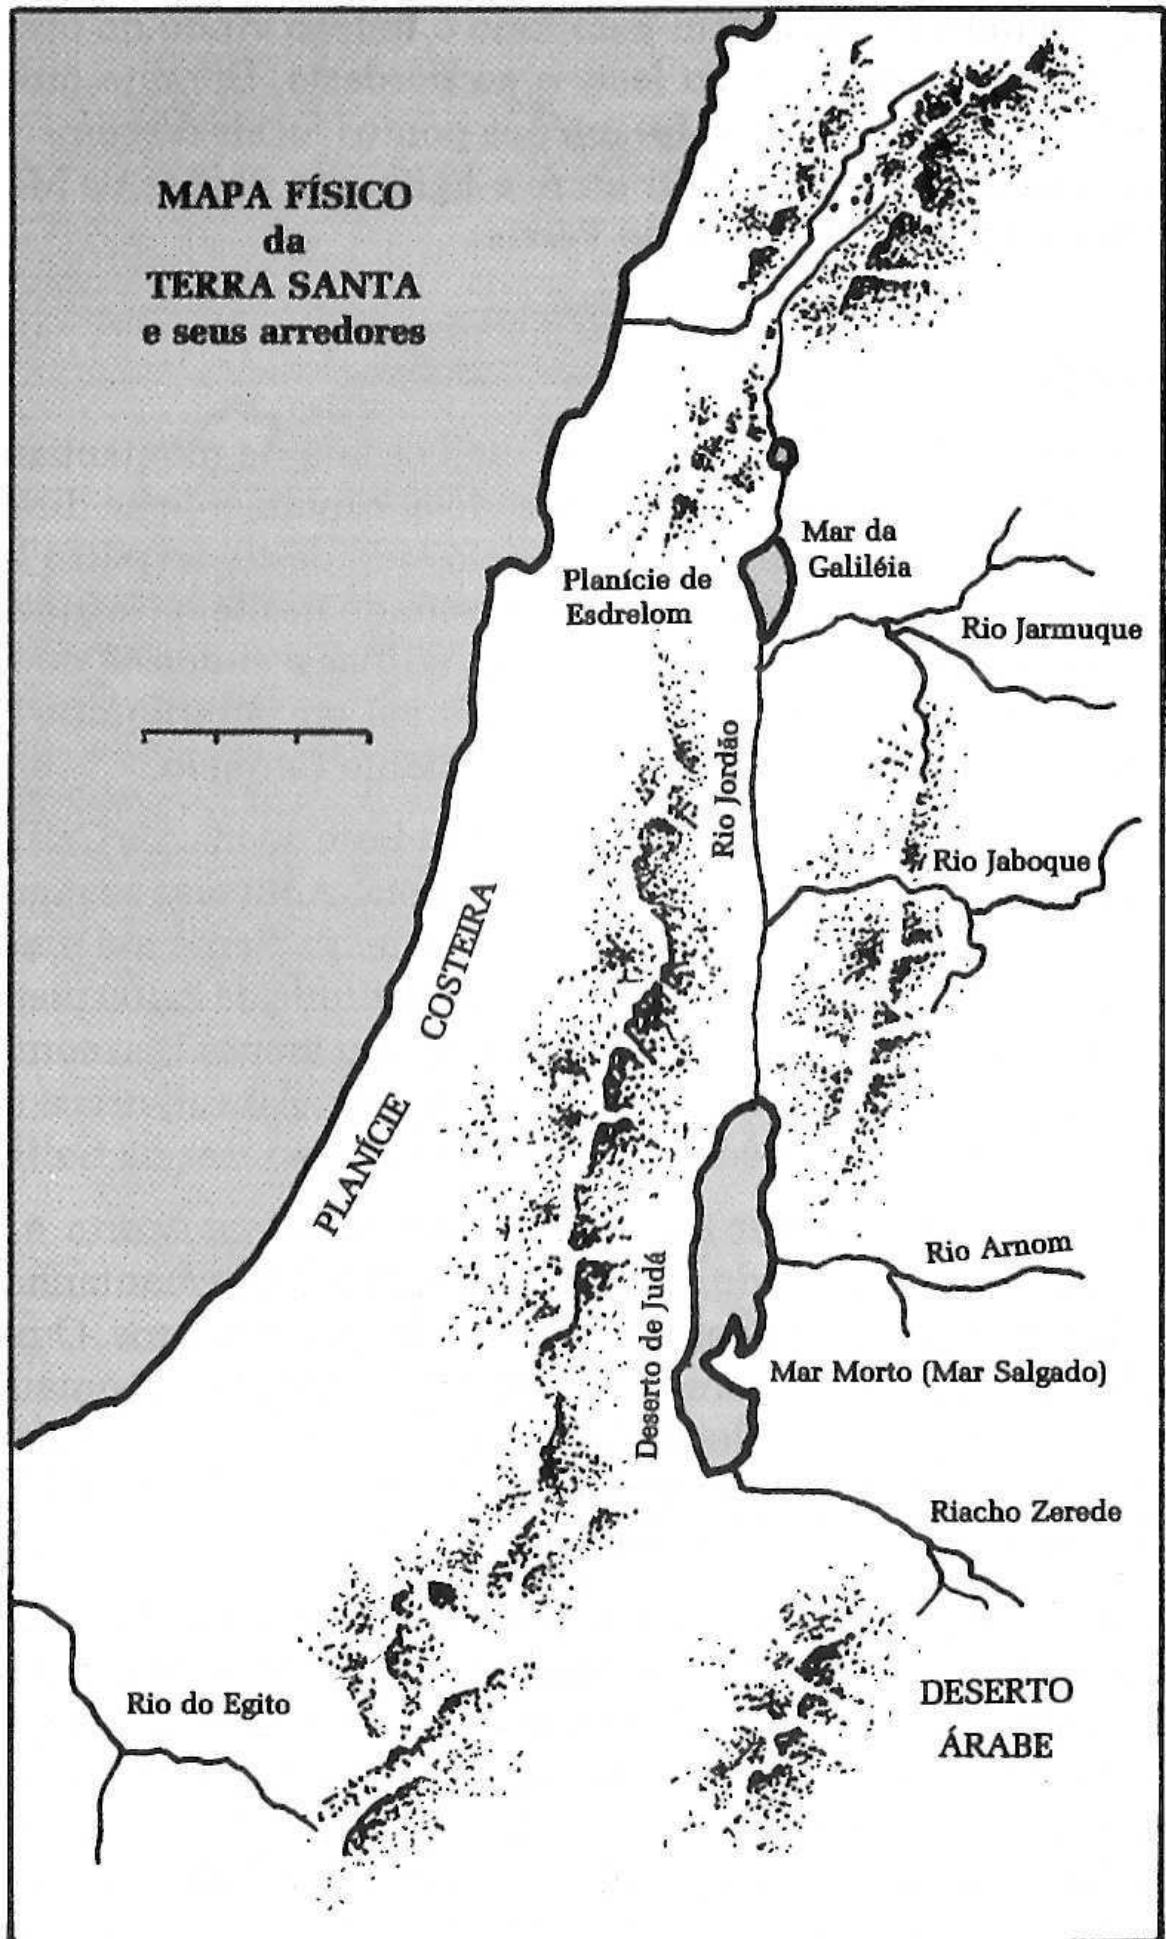 MAPA FÍSICO
da
TERRA SANTA
e seus arredores
Mar da
Galiléia
Planície de
Esdrelom
Rio Jarmuque
Rio Jordão
Rio Jaboque
PLANÍCIE COSTEIRA
Rio Arnom
Deserto de Judá
Mar Morto (Mar Salgado)
Riacho Zerede
Rio do Egito
DESERTO
ÁRABE